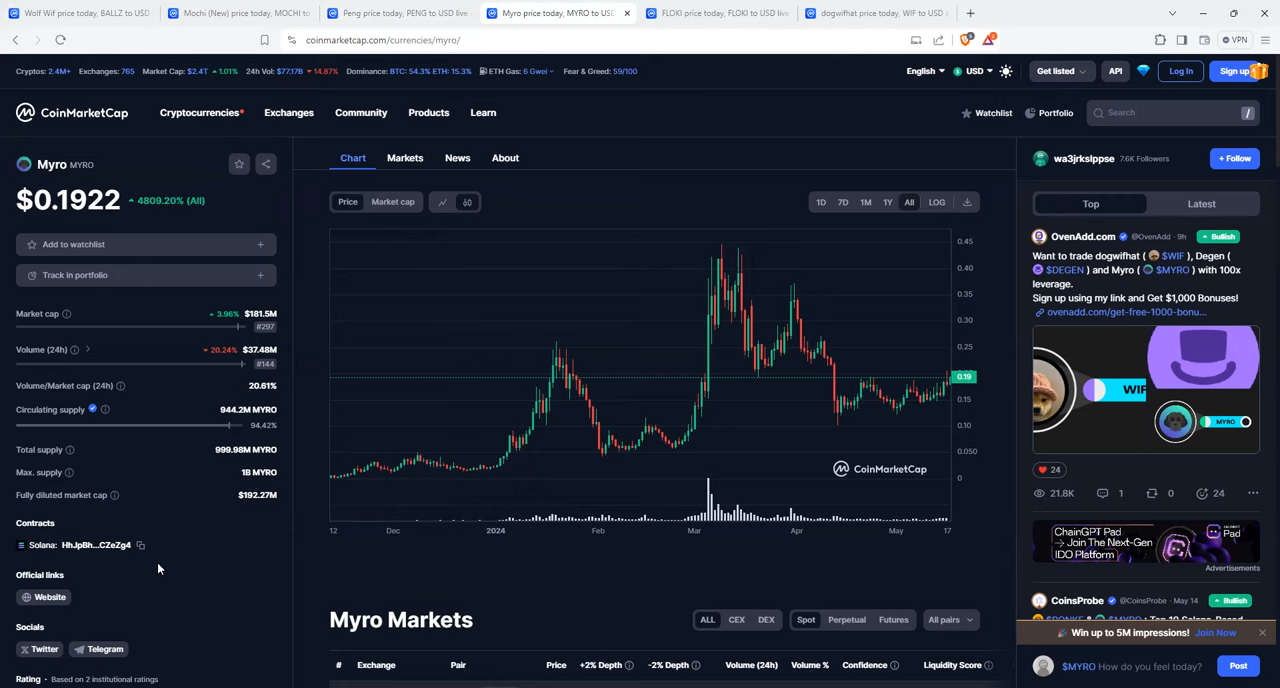 Wolf Wif price today, BALLZ to USD
Mochi (New) price today, MOCHI to
Peng price today, PENG to USD live
Myro price today, MYRO to USD
FLOKI price today, FLOKI to USD live
dogwifhat price today, WIF to USD li
coinmarketcap.com/currencies/myro/
VPN
Cryptos: 2.4M+ Exchanges: 765 Market Cap: $2.4T 1.01% 24h Vol: $77.17B 14.87% Dominance: BTC: 54.3% ETH: 15.3% ETH Gas: 6 Gwei Fear & Greed: 59/100
English USD Get listed API Log In Sign up
CoinMarketCap Cryptocurrencies Exchanges Community Products Learn
Watchlist Portfolio Search /
Myro MYRO
$0.1922 4809.20% (All)
Add to watchlist +
Track in portfolio +
Market cap 3.96% $181.5M
#297
Volume (24h) 20.24% $37.48M
#144
Volume/Market cap (24h) 20.61%
Circulating supply 944.2M MYRO
94.42%
Total supply 999.98M MYRO
Max. supply 1B MYRO
Fully diluted market cap $192.27M
Contracts
Solana: HhJpBh...CZeZg4
Official links
Website
Socials
Twitter Telegram
Rating · Based on 2 institutional ratings
Chart Markets News About
Price Market cap
1D 7D 1M 1Y All LOG
0.45
0.40
0.35
0.30
0.25
0.19
0.15
0.10
0.050
0
CoinMarketCap
12 Dec 2024 Feb Mar Apr May 17
Myro Markets
ALL CEX DEX Spot Perpetual Futures All pairs
# Exchange Pair Price +2% Depth -2% Depth Volume (24h) Volume % Confidence Liquidity Score
wa3jrkslppse 7.6K Followers + Follow
Top Latest
OvenAdd.com @OvenAdd · 9h Bullish
Want to trade dogwifhat ( $WIF ), Degen (
$DEGEN ) and Myro ( $MYRO ) with 100x
leverage.
Sign up using my link and Get $1,000 Bonuses!
ovenadd.com/get-free-1000-bonu...
WIF
MYRO
24
21.8K 1 0 24
ChainGPT Pad
→ Join The Next-Gen
IDO Platform
Pad
Advertisements
CoinsProbe @CoinsProbe · May 14 Bullish
Win up to 5M impressions! Join Now
$MYRO How do you feel today? Post